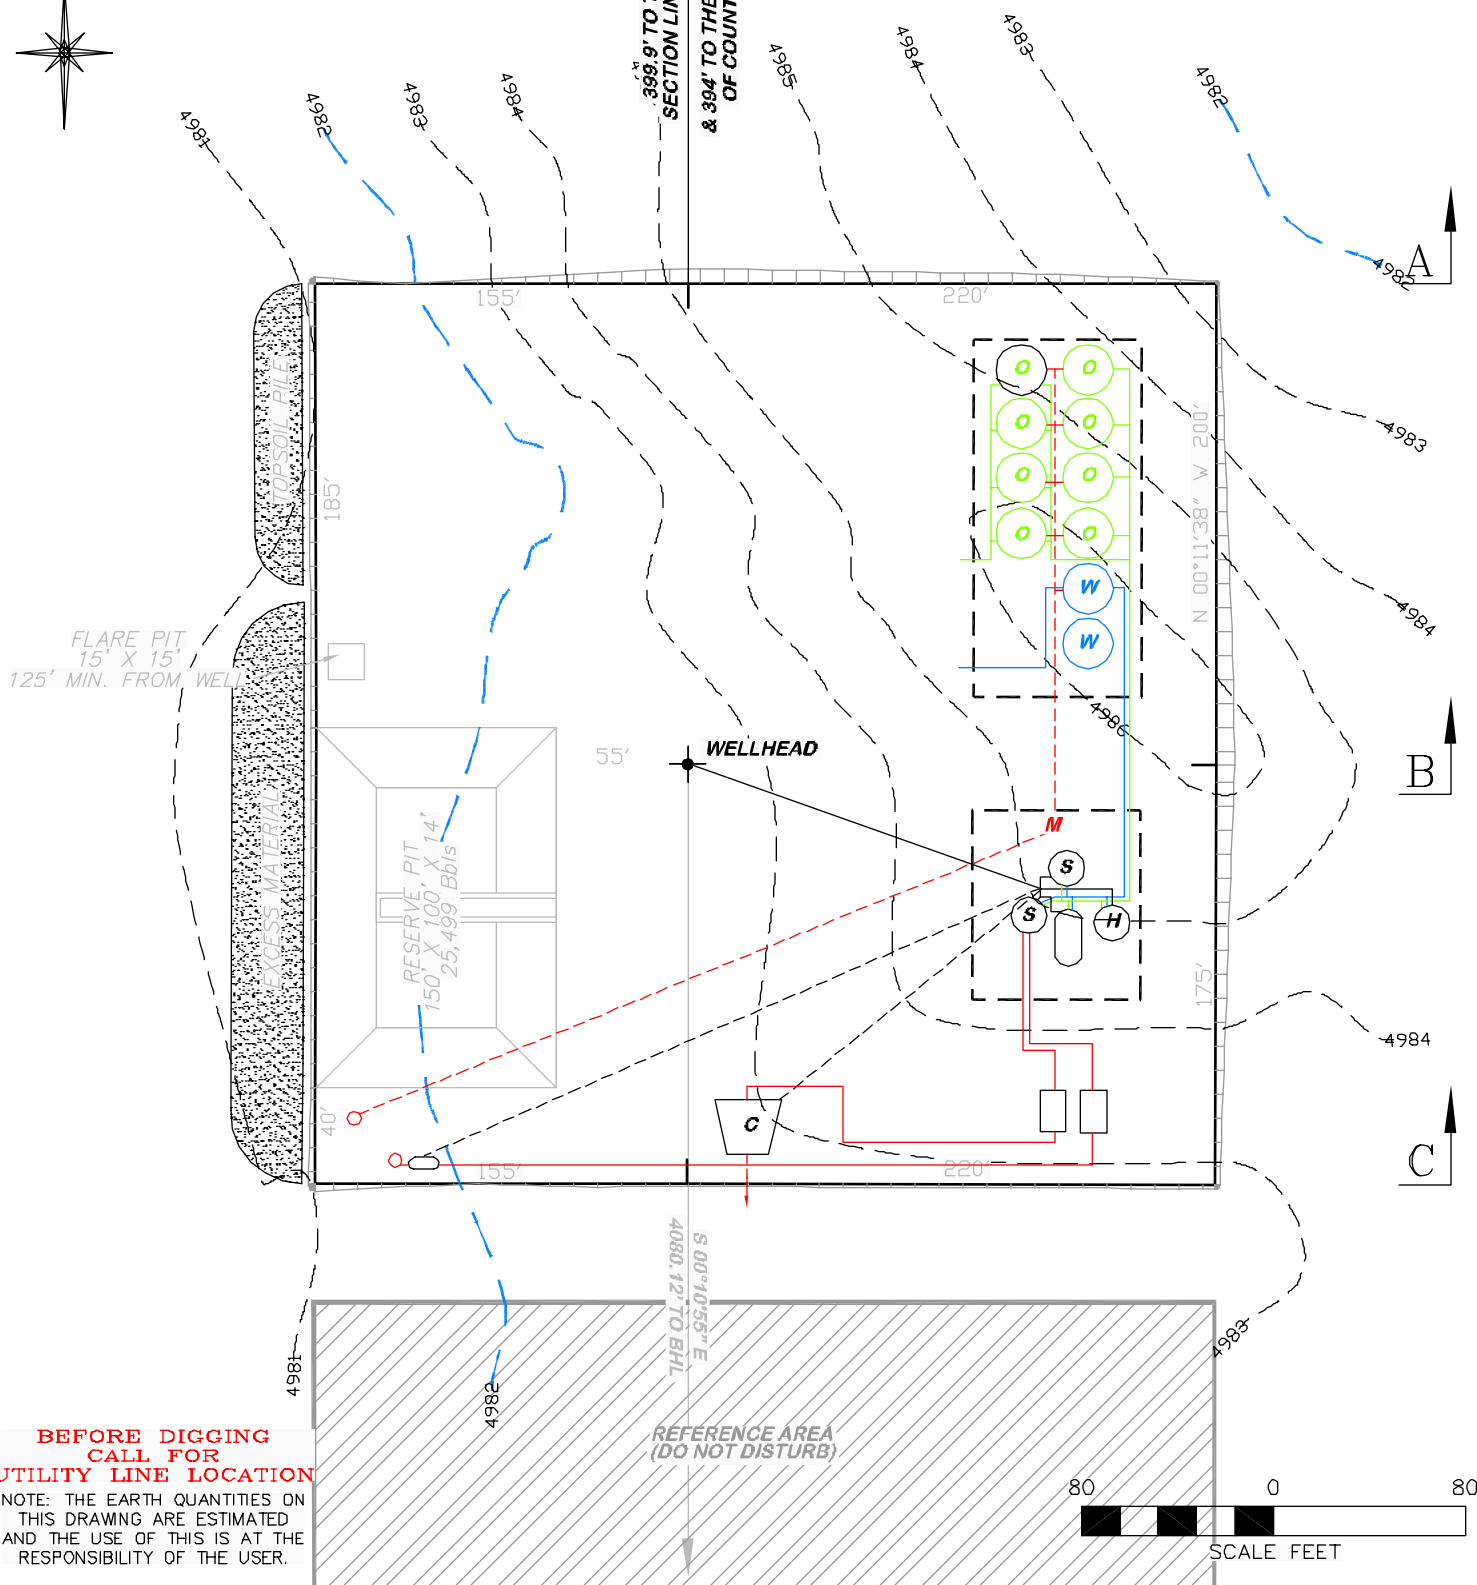 399.9' TO
SECTION LIN
& 394' TO THE
OF COUNT
4981
4982
4983
4984
4985
4984
4983
4982
4982
A
155'
220'
TOPSOIL PILE
185'
O O
O O
O O
O O
W
W
N 00°11'38" W 200'
4983
4984
FLARE PIT
15' X 15'
125' MIN. FROM WELL
4986
55'
WELLHEAD
B
EXCESS MATERIAL
RESERVE PIT
150' X 100' X 14'
25,499 Bbls
M
S
S
H
175'
4984
40'
C
C
155'
220'
S 00°10'55" E
4080.12' TO BHL
4981
4982
4983
REFERENCE AREA
(DO NOT DISTURB)
BEFORE DIGGING
CALL FOR
UTILITY LINE LOCATION
NOTE: THE EARTH QUANTITIES ON
THIS DRAWING ARE ESTIMATED
AND THE USE OF THIS IS AT THE
RESPONSIBILITY OF THE USER.
80 0 80
SCALE FEET